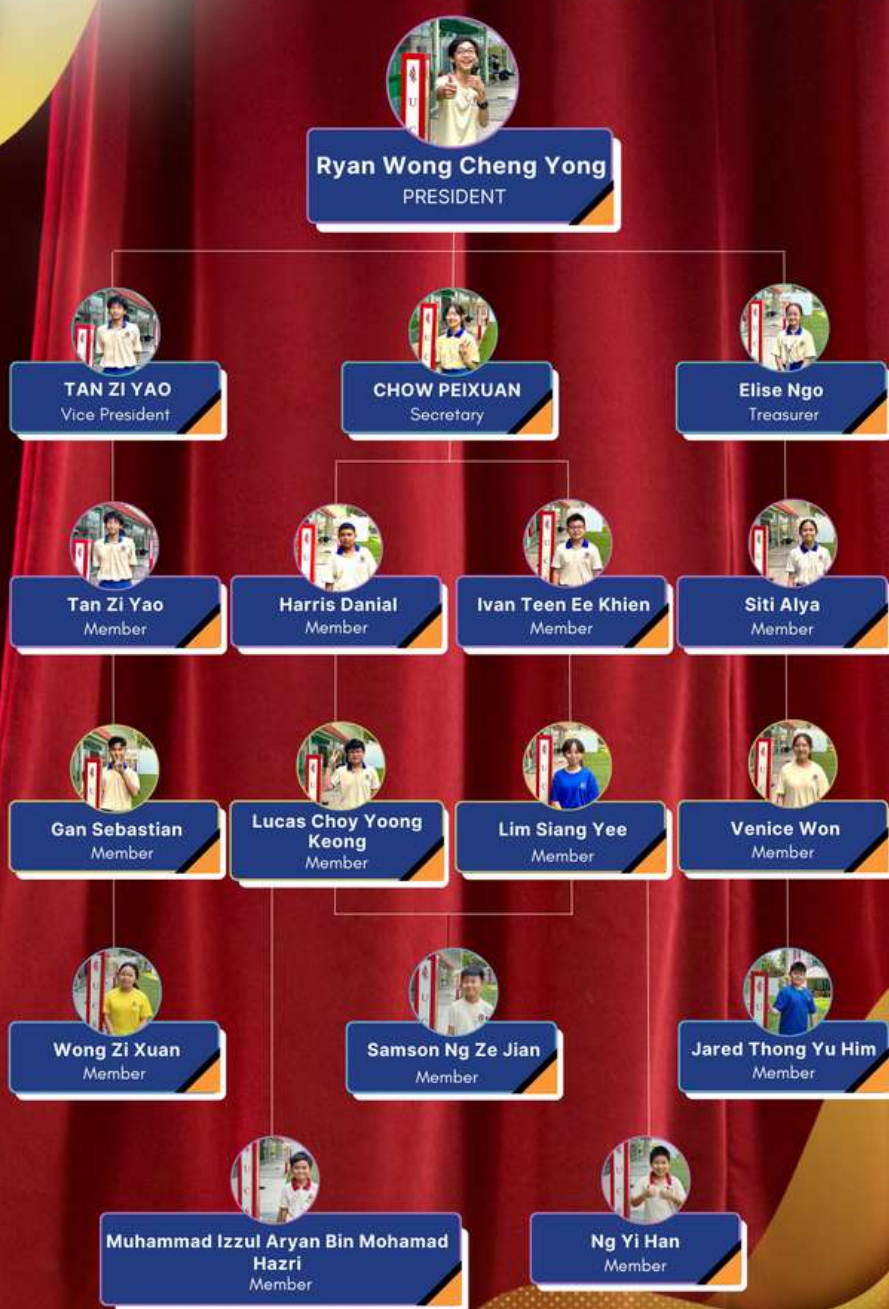 Ryan Wong Cheng Yong
PRESIDENT
TAN ZI YAO
Vice President
CHOW PEIXUAN
Secretary
Elise Ngo
Treasurer
Tan Zi Yao
Member
Harris Danial
Member
Ivan Teen Ee Khien
Member
Siti Alya
Member
Gan Sebastian
Member
Lucas Choy Yoong
Keong
Member
Lim Siang Yee
Member
Venice Won
Member
Wong Zi Xuan
Member
Samson Ng Ze Jian
Member
Jared Thong Yu Him
Member
Muhammad Izzul Aryan Bin Mohamad
Hazri
Member
Ng Yi Han
Member